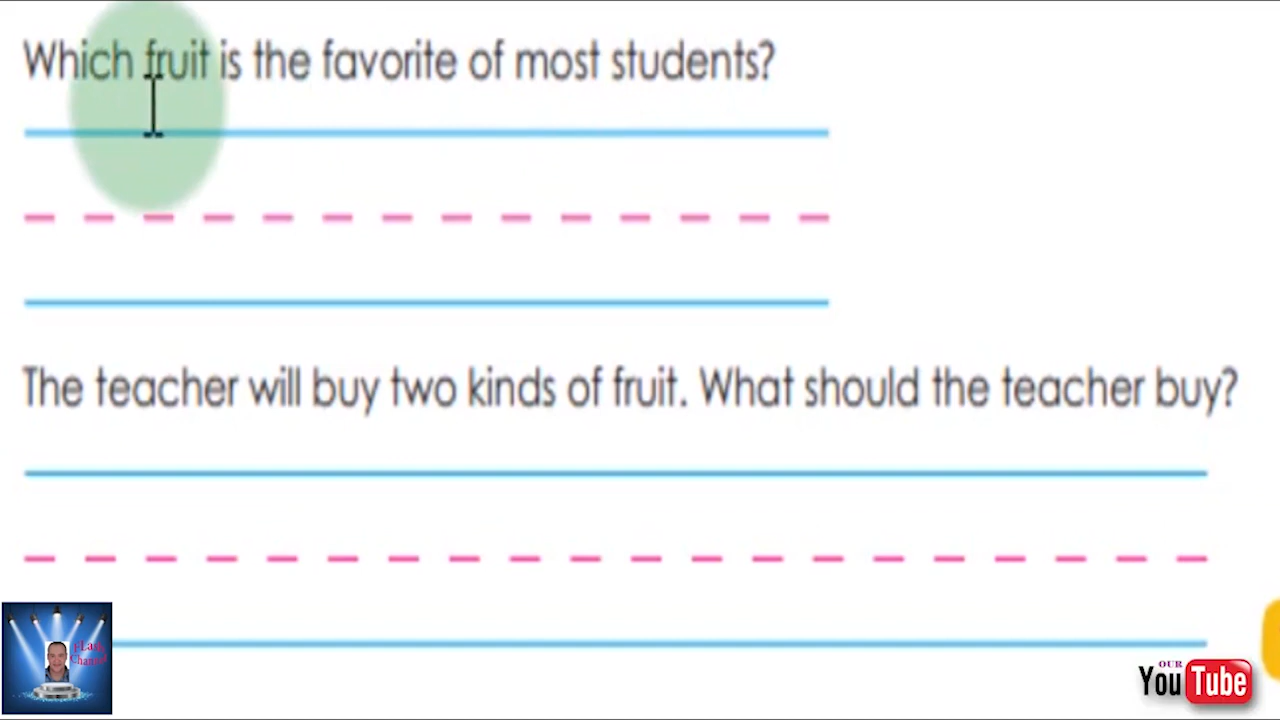 Which fruit is the favorite of most students?
The teacher will buy two kinds of fruit. What should the teacher buy?
OUR
YouTube